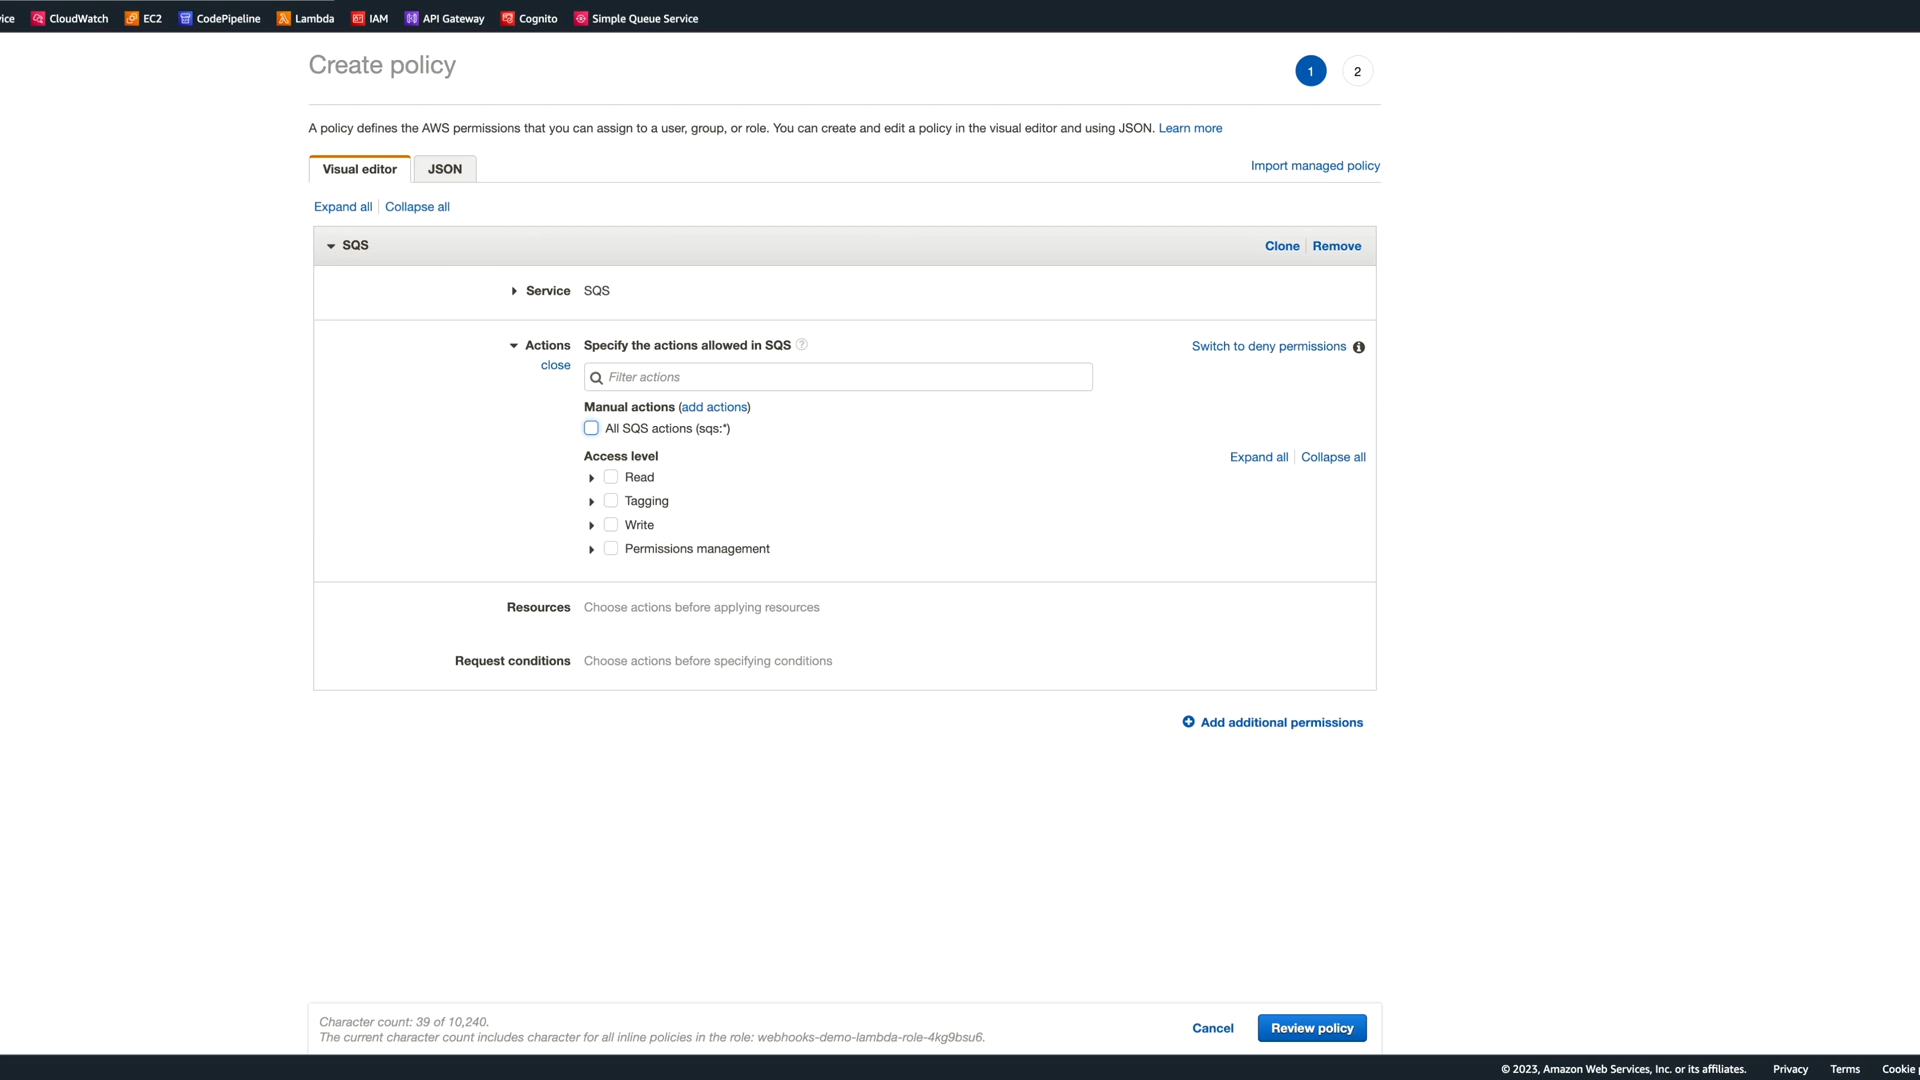 ice CloudWatch EC2 CodePipeline Lambda IAM API Gateway Cognito Simple Queue Service
Create policy
1 2
A policy defines the AWS permissions that you can assign to a user, group, or role. You can create and edit a policy in the visual editor and using JSON. Learn more
Visual editor JSON Import managed policy
Expand all Collapse all
SQS Clone Remove
Service SQS
Actions Specify the actions allowed in SQS ? Switch to deny permissions i
close Filter actions
Manual actions (add actions)
All SQS actions (sqs:*)
Access level Expand all Collapse all
Read
Tagging
Write
Permissions management
Resources Choose actions before applying resources
Request conditions Choose actions before specifying conditions
Add additional permissions
Character count: 39 of 10,240.
The current character count includes character for all inline policies in the role: webhooks-demo-lambda-role-4kg9bsu6.
Cancel Review policy
© 2023, Amazon Web Services, Inc. or its affiliates. Privacy Terms Cookie